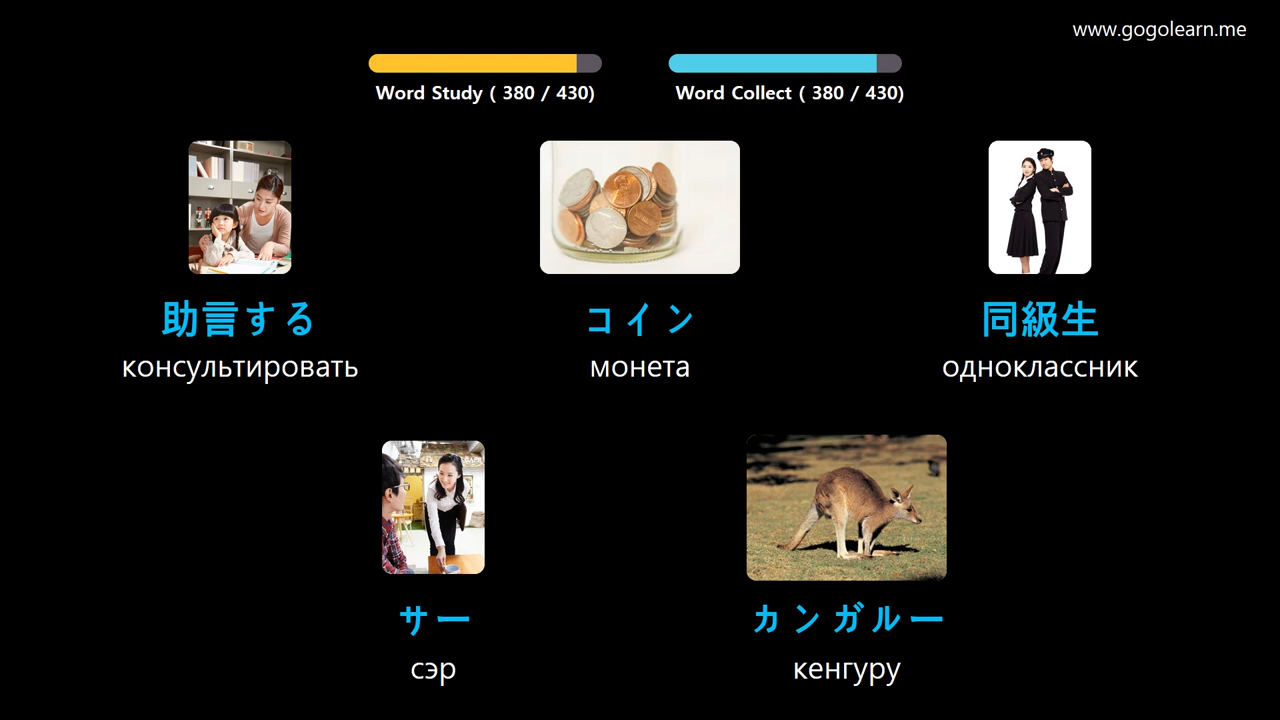 www.gogolearn.me
Word Study ( 380 / 430)
Word Collect ( 380 / 430)
助言する
コイン
同級生
консультировать
монета
одноклассник
サー
カンガルー
сэр
кенгуру